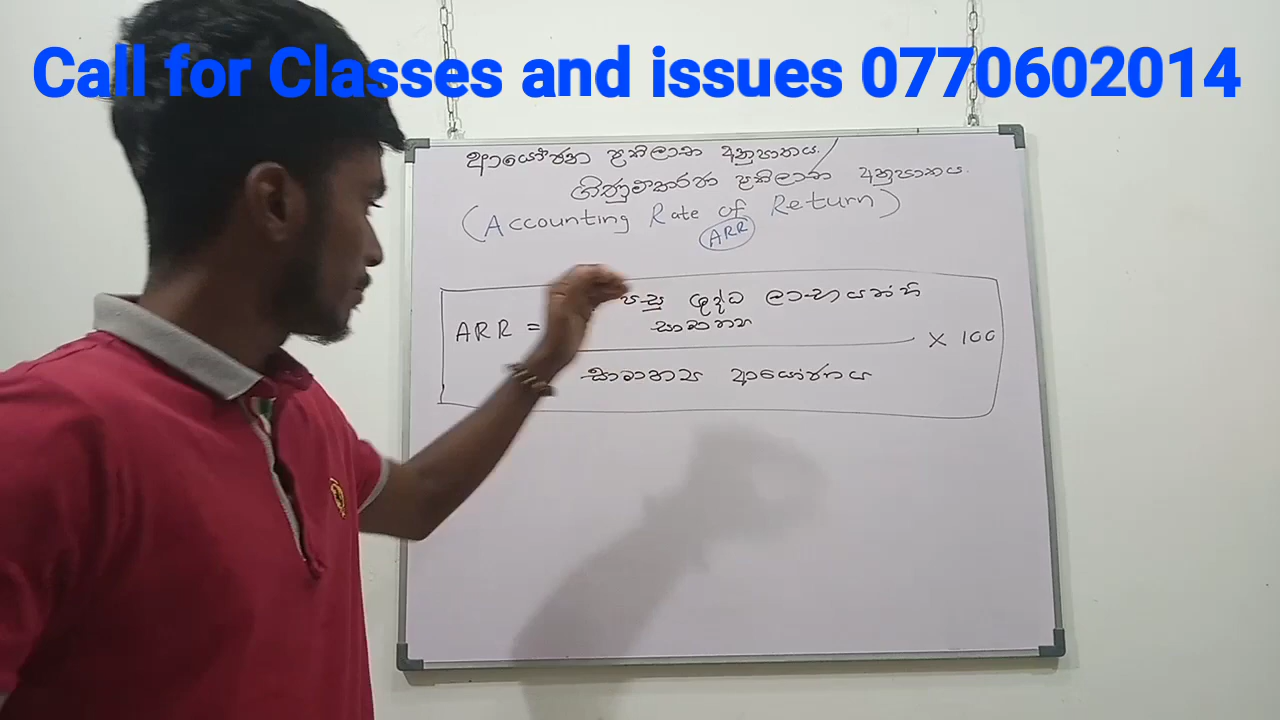 Call for Classes and issues 0770602014
ආයෝජන ප්‍රතිලාභ අනුපාතය /
ගිණුම්කරණ ප්‍රතිලාභ අනුපාතය.
(Accounting Rate of Return)
ARR
පසු ශුද්ධ ලාභයන්හි
ARR = සාමාන්‍ය
X 100
සාමාන්‍ය ආයෝජනය